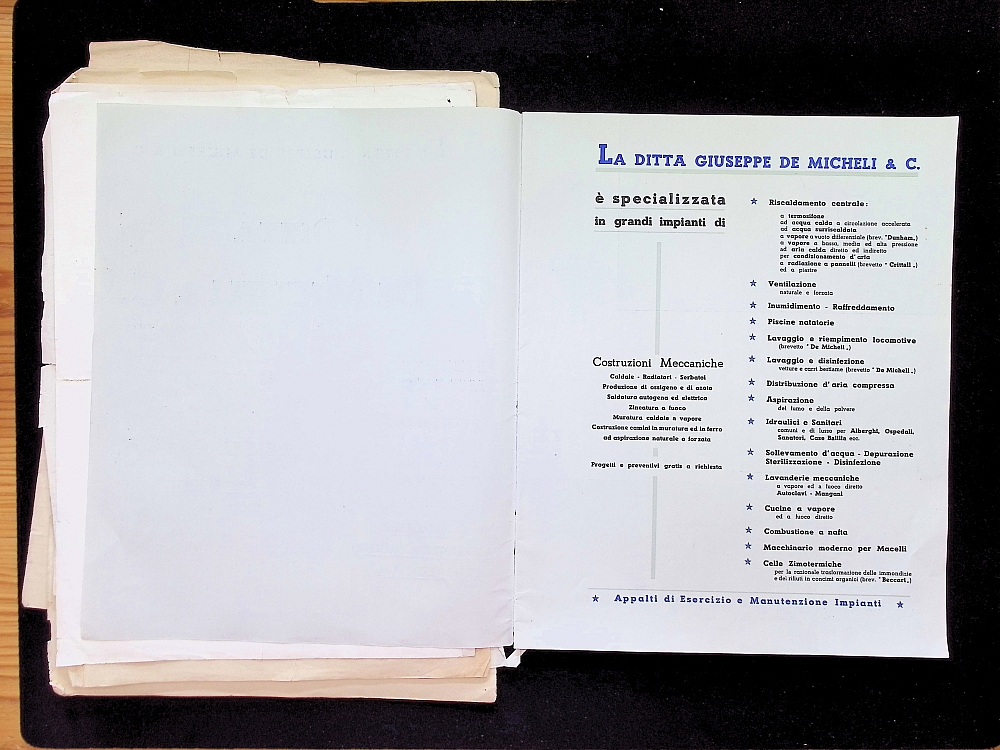 LA DITTA GIUSEPPE DE MICHELI & C.
è specializzata
in grandi impianti di
Costruzioni Meccaniche
Caldaie - Radiatori - Serbatoi
Produzione di ossigeno e di azoto
Saldatura autogena ed elettrica
Zincatura a fuoco
Muratura caldaie a vapore
Costruzione camini in muratura ed in ferro
ad aspirazione naturale o forzata
Progetti e preventivi gratis a richiesta
★ Riscaldamento centrale:
a termosifone
ad acqua calda a circolazione accelerata
ad acqua surriscaldata
a vapore a vuoto differenziale (brev. "Dunham„)
a vapore a bassa, media ed alta pressione
ad aria calda diretto ed indiretto
per condizionamento d'aria
a radiazione a pannelli (brevetto "Crittall„)
ed a piastre
★ Ventilazione
naturale e forzata
★ Inumidimento - Raffreddamento
★ Piscine natatorie
★ Lavaggio e riempimento locomotive
(brevetto "De Micheli„)
★ Lavaggio e disinfezione
vetture e carri bestiame (brevetto "De Micheli„)
★ Distribuzione d'aria compressa
★ Aspirazione
del fumo e della polvere
★ Idraulici e Sanitari
comuni e di lusso per Alberghi, Ospedali,
Sanatori, Case Balilla ecc.
★ Sollevamento d'acqua - Depurazione
Sterilizzazione - Disinfezione
★ Lavanderie meccaniche
a vapore ed a fuoco diretto
Autoclavi - Mangani
★ Cucine a vapore
ed a fuoco diretto
★ Combustione a nafta
★ Macchinario moderno per Macelli
★ Celle Zimotermiche
per la razionale trasformazione delle immondizie
e dei rifiuti in concimi organici (brev. "Beccari„)
★ Appalti di Esercizio e Manutenzione Impianti ★